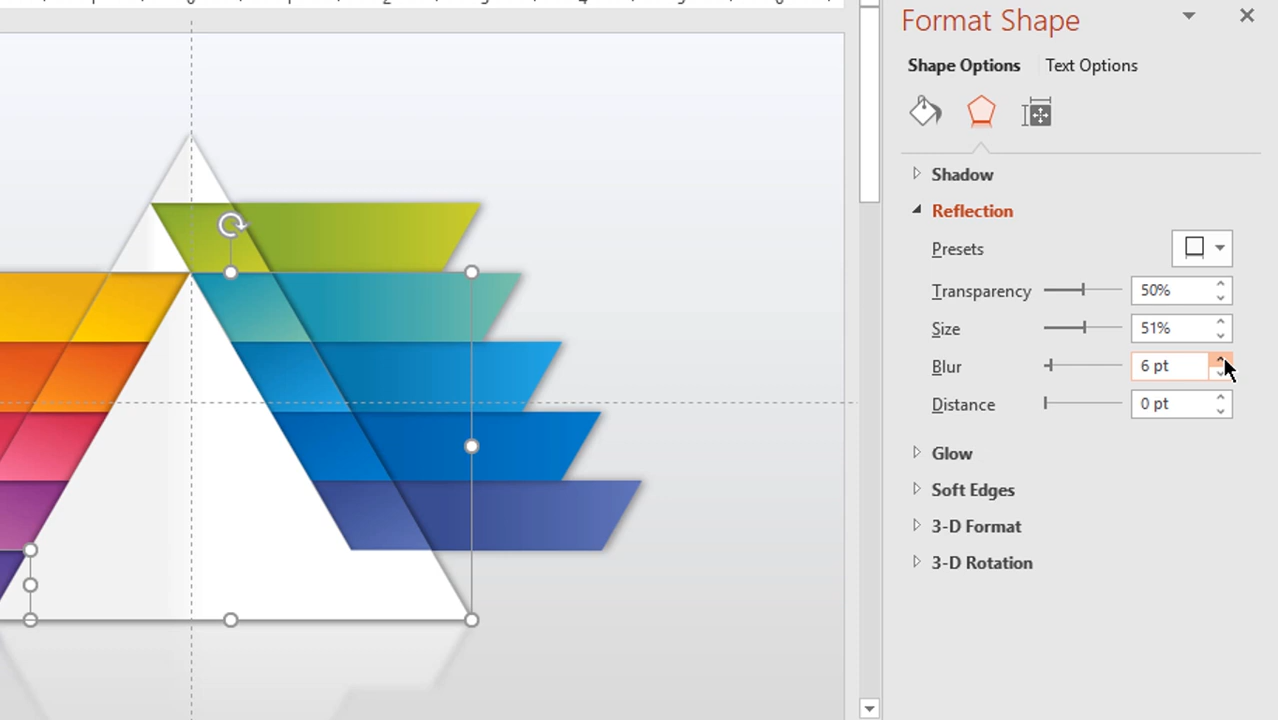 Format Shape
Shape Options Text Options
Shadow
Reflection
Presets
Transparency 50%
Size 51%
Blur 6 pt
Distance 0 pt
Glow
Soft Edges
3-D Format
3-D Rotation